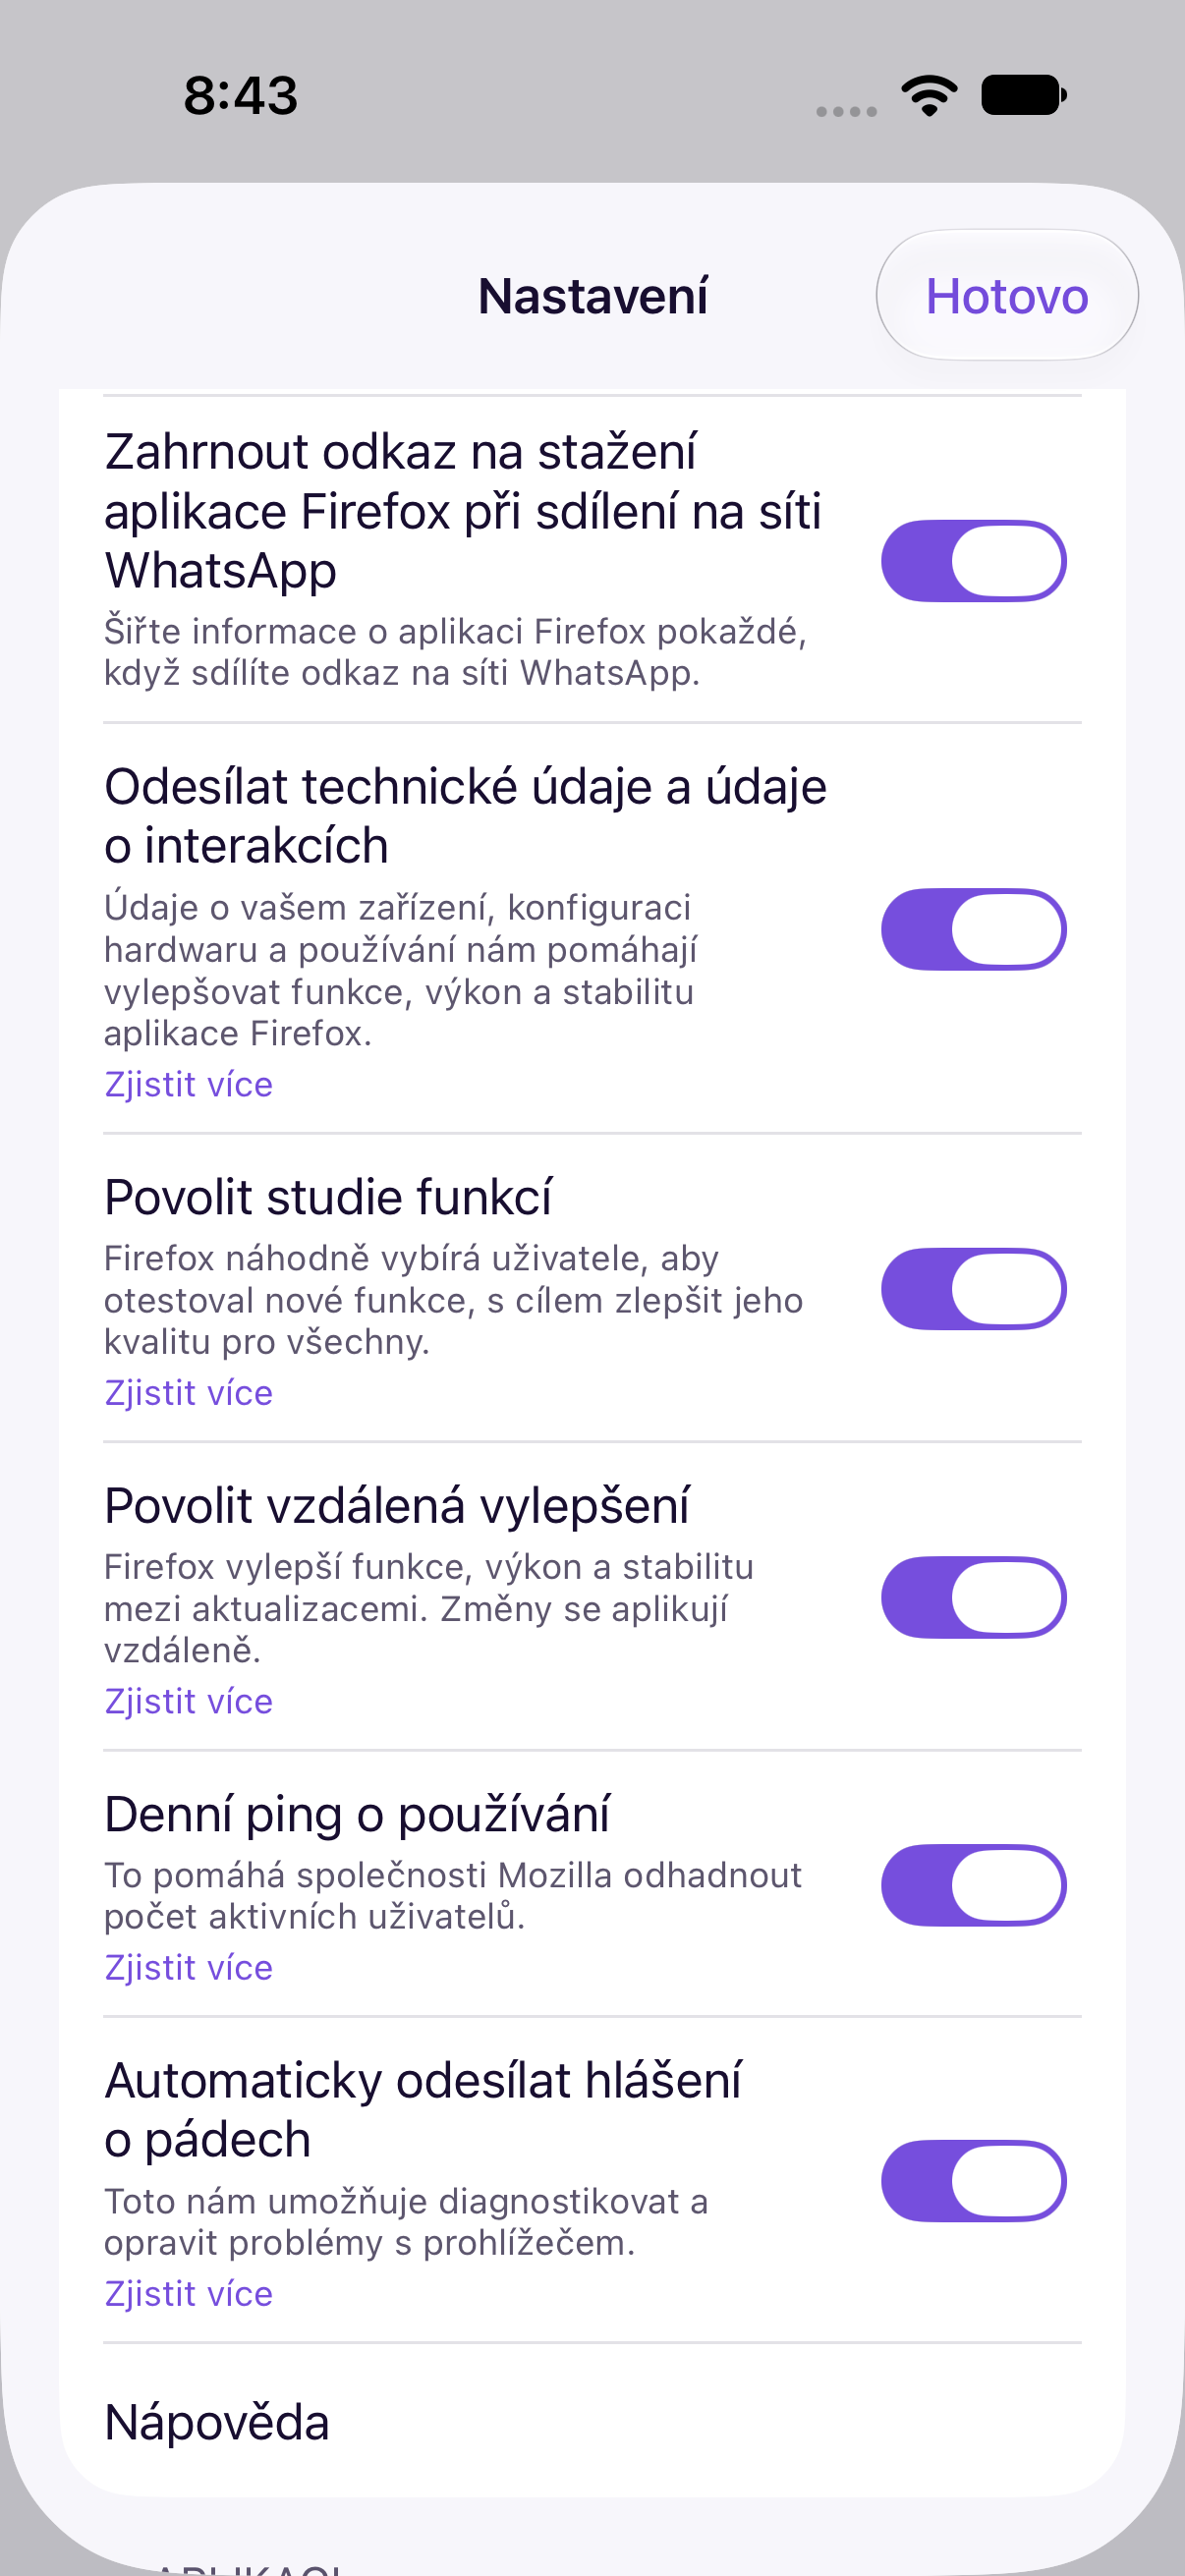 8:43
Nastavení
Hotovo
Zahrnout odkaz na stažení
aplikace Firefox při sdílení na síti
WhatsApp
Šiřte informace o aplikaci Firefox pokaždé,
když sdílíte odkaz na síti WhatsApp.
Odesílat technické údaje a údaje
o interakcích
Údaje o vašem zařízení, konfiguraci
hardwaru a používání nám pomáhají
vylepšovat funkce, výkon a stabilitu
aplikace Firefox.
Zjistit více
Povolit studie funkcí
Firefox náhodně vybírá uživatele, aby
otestoval nové funkce, s cílem zlepšit jeho
kvalitu pro všechny.
Zjistit více
Povolit vzdálená vylepšení
Firefox vylepší funkce, výkon a stabilitu
mezi aktualizacemi. Změny se aplikují
vzdáleně.
Zjistit více
Denní ping o používání
To pomáhá společnosti Mozilla odhadnout
počet aktivních uživatelů.
Zjistit více
Automaticky odesílat hlášení
o pádech
Toto nám umožňuje diagnostikovat a
opravit problémy s prohlížečem.
Zjistit více
Nápověda